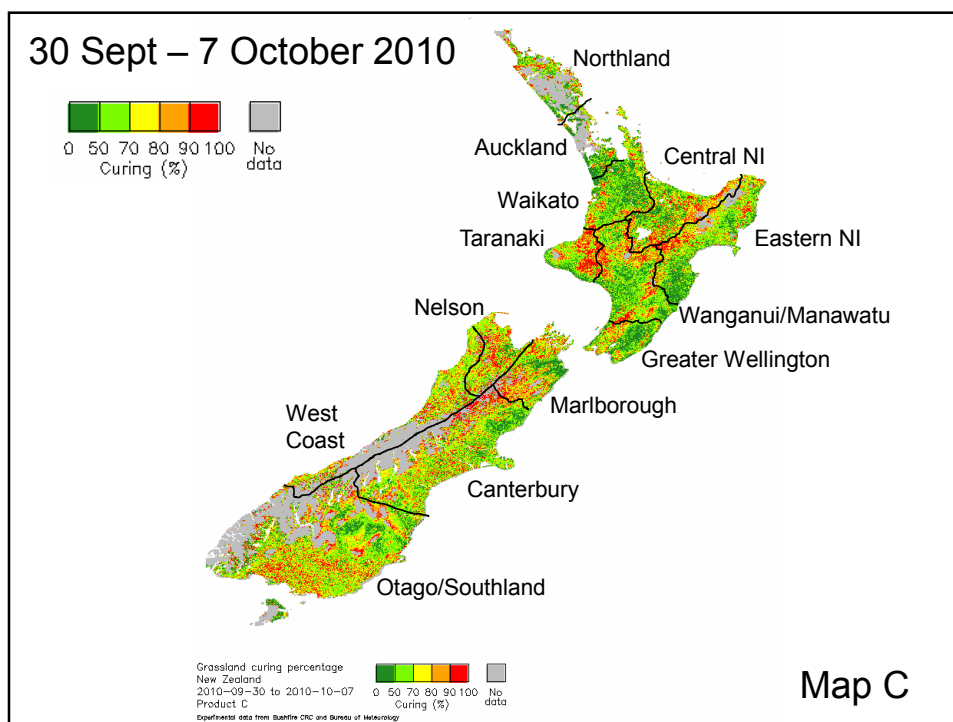 30 Sept – 7 October 2010
0 50 70 80 90 100
Curing (%)
No
data
Northland
Auckland
Central NI
Waikato
Taranaki
Eastern NI
Nelson
Wanganui/Manawatu
Greater Wellington
Marlborough
West
Coast
Canterbury
Otago/Southland
Grassland curing percentage
New Zealand
2010-09-30 to 2010-10-07
Product C
Experimental data from Bushfire CRC and Bureau of Meteorology
0 50 70 80 90 100
Curing (%)
No
data
Map C